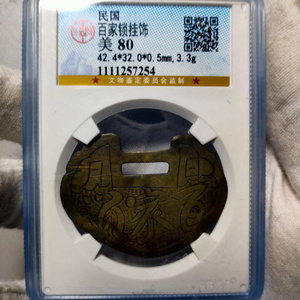 民国
百家锁挂饰
美 80
42.4*32.0*0.5mm,3.3g
1111257254
★ 文物鉴定委员会监制 ★